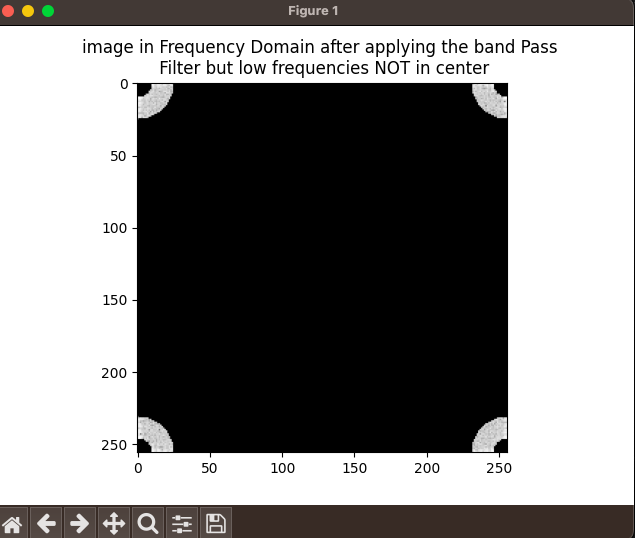 Figure 1
image in Frequency Domain after applying the band Pass
Filter but low frequencies NOT in center
0
50
100
150
200
250
0 50 100 150 200 250